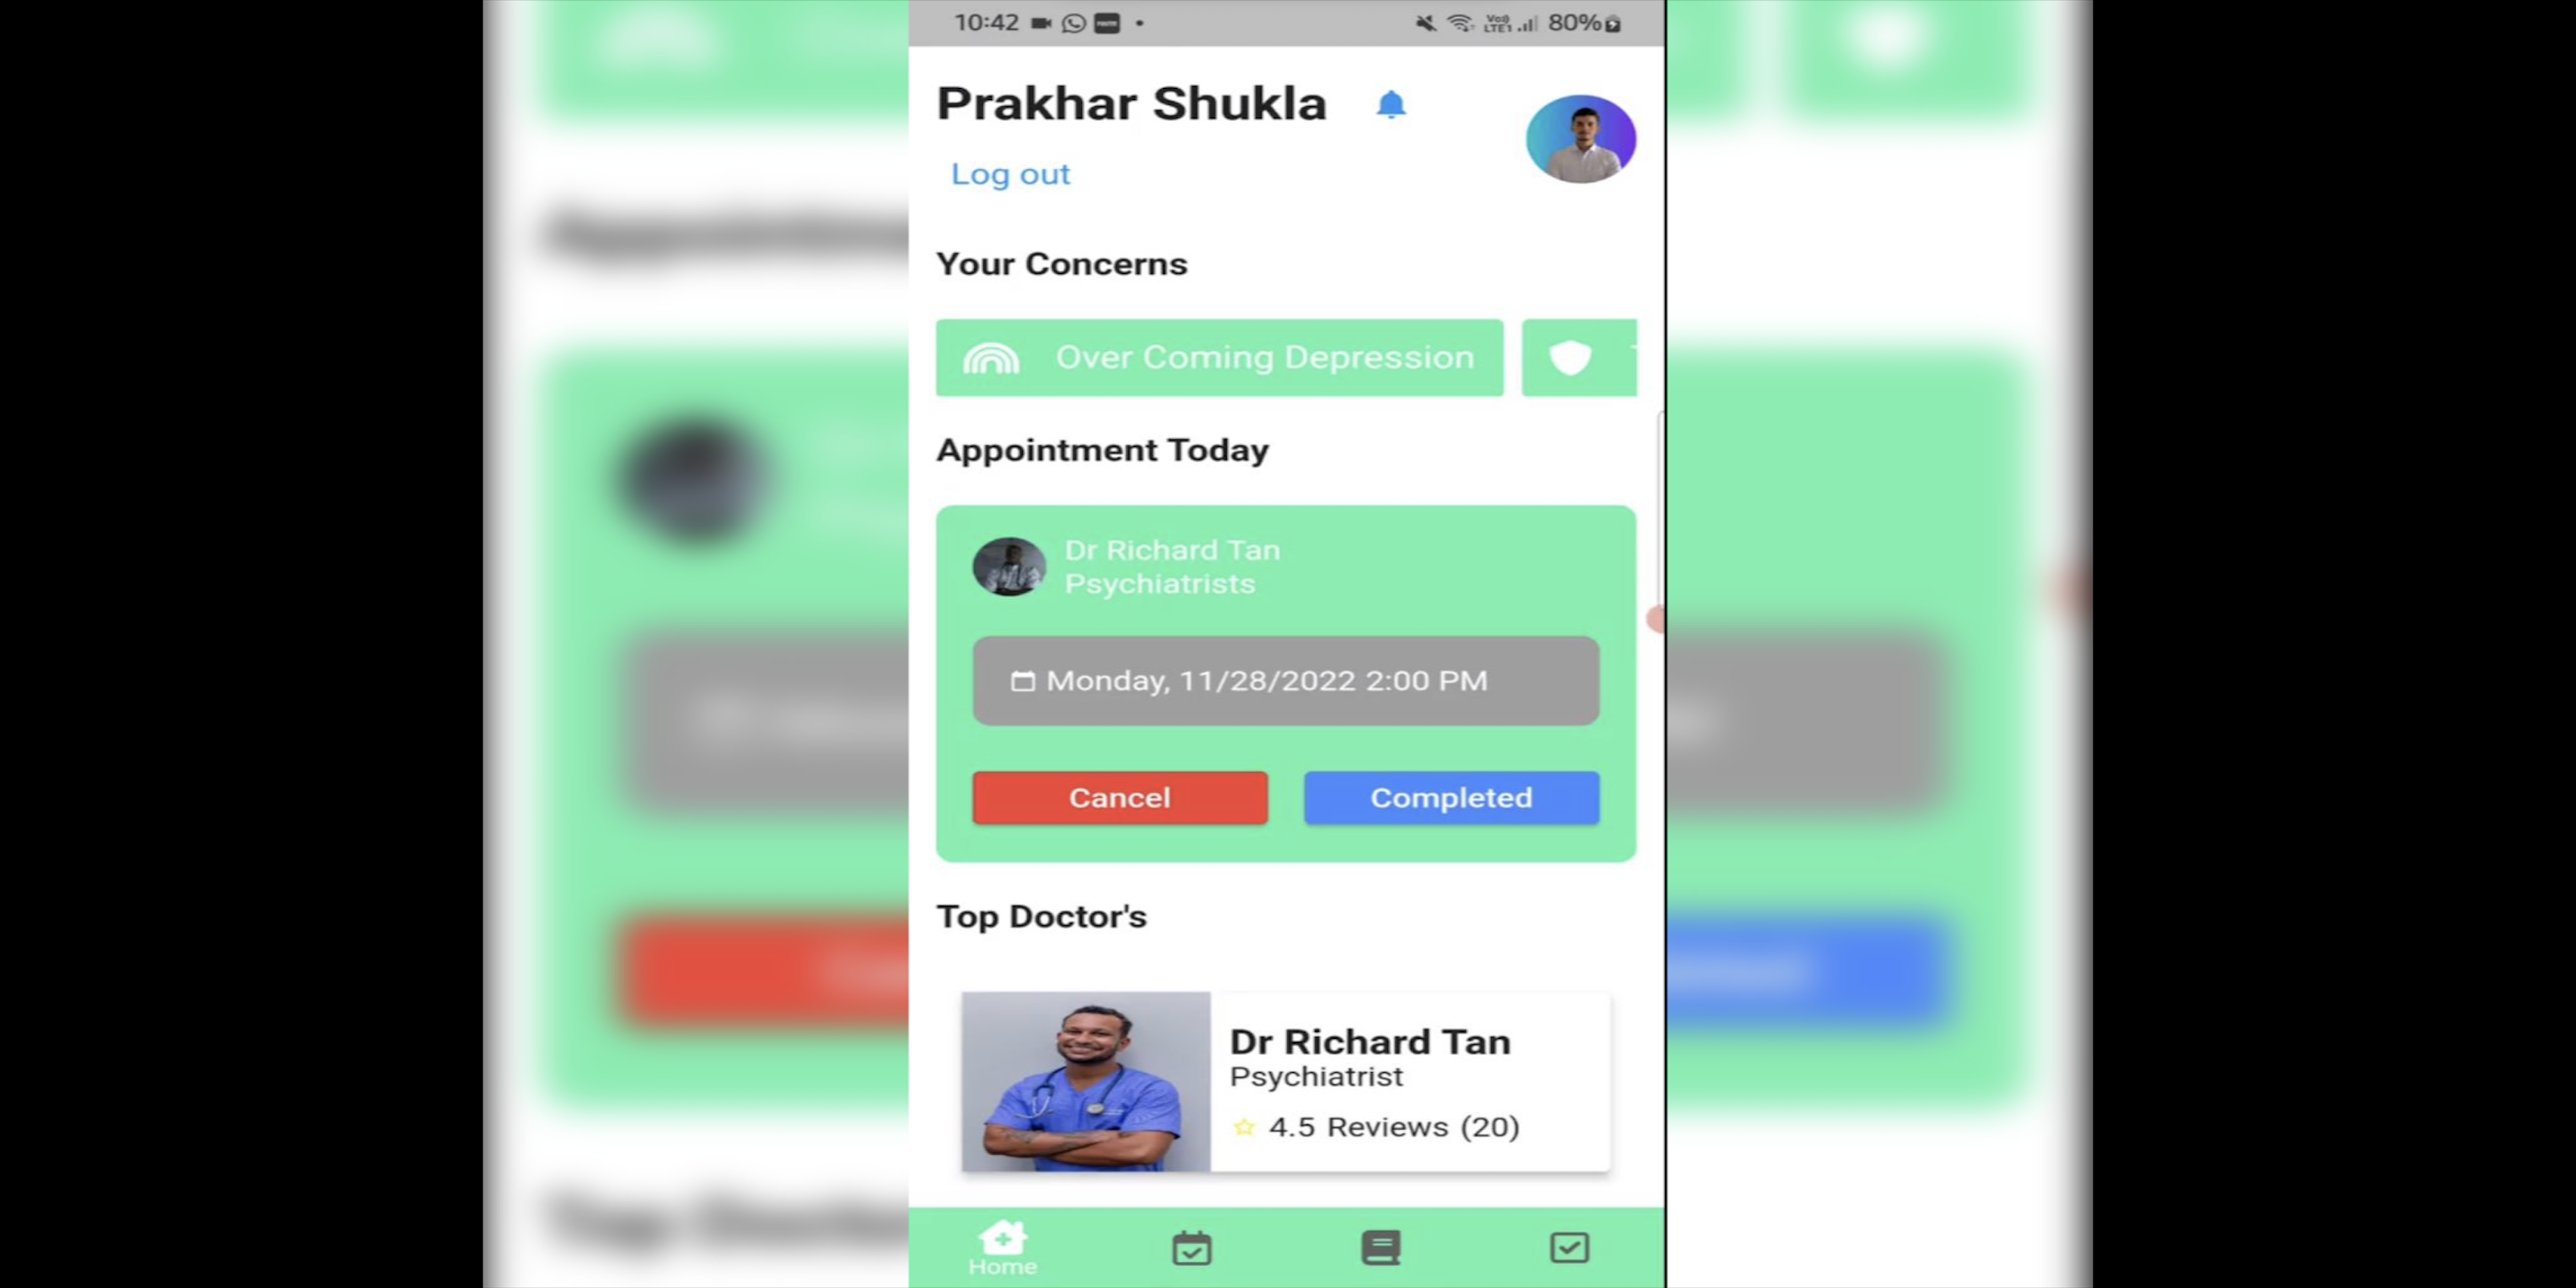 10:42 80%
Prakhar Shukla
Log out
Your Concerns
Over Coming Depression
Appointment Today
Dr Richard Tan
Psychiatrists
Monday, 11/28/2022 2:00 PM
Cancel Completed
Top Doctor's
Dr Richard Tan
Psychiatrist
4.5 Reviews (20)
Home